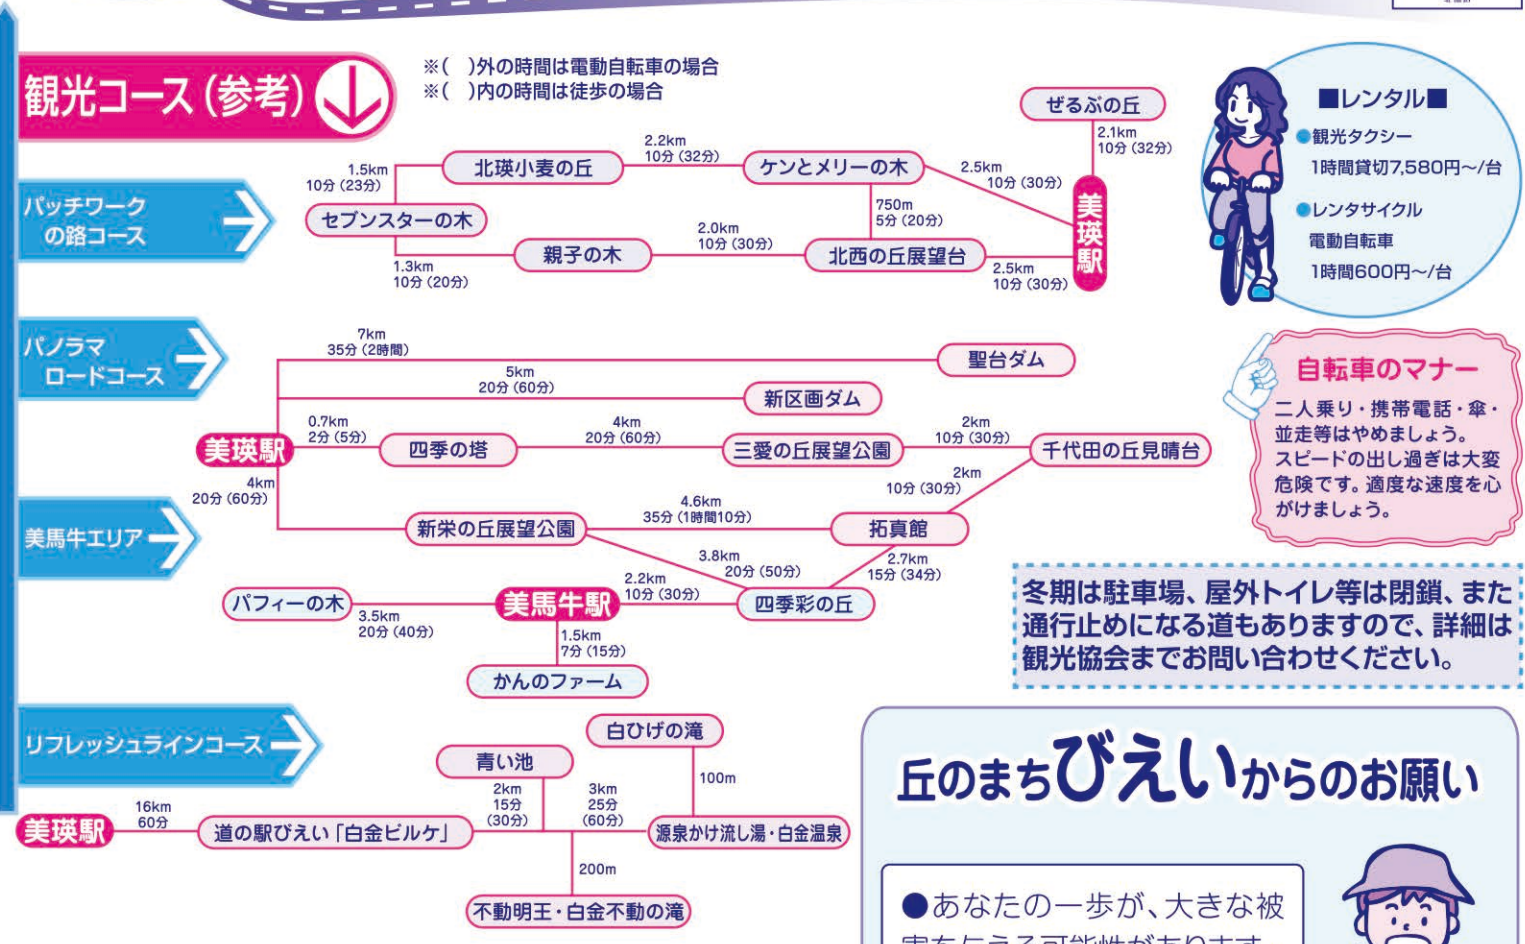 観光コース（参考）
※(　)外の時間は電動自転車の場合
※(　)内の時間は徒歩の場合
パッチワーク
の路コース
ぜるぶの丘
2.1km
10分（32分）
美瑛駅
2.5km
10分（30分）
ケンとメリーの木
2.2km
10分（32分）
北瑛小麦の丘
1.5km
10分（23分）
セブンスターの木
1.3km
10分（20分）
親子の木
2.0km
10分（30分）
北西の丘展望台
750m
5分（20分）
2.5km
10分（30分）
■レンタル■
●観光タクシー
1時間貸切7,580円～/台
●レンタサイクル
電動自転車
1時間600円～/台
パノラマ
ロードコース
7km
35分（2時間）
聖台ダム
5km
20分（60分）
新区画ダム
美瑛駅
0.7km
2分（5分）
四季の塔
4km
20分（60分）
三愛の丘展望公園
2km
10分（30分）
千代田の丘見晴台
2km
10分（30分）
4km
20分（60分）
新栄の丘展望公園
4.6km
35分（1時間10分）
拓真館
3.8km
20分（50分）
2.7km
15分（34分）
自転車のマナー
二人乗り・携帯電話・傘・
並走等はやめましょう。
スピードの出し過ぎは大変
危険です。適度な速度を心
がけましょう。
美馬牛エリア
パフィーの木
3.5km
20分（40分）
美馬牛駅
2.2km
10分（30分）
四季彩の丘
1.5km
7分（15分）
かんのファーム
冬期は駐車場、屋外トイレ等は閉鎖、また
通行止めになる道もありますので、詳細は
観光協会までお問い合わせください。
リフレッシュラインコース
美瑛駅
16km
60分
道の駅びえい「白金ビルケ」
青い池
2km
15分
（30分）
3km
25分
（60分）
白ひげの滝
100m
源泉かけ流し湯・白金温泉
200m
不動明王・白金不動の滝
丘のまちびえいからのお願い
●あなたの一歩が、大きな被
害を与える可能性があります